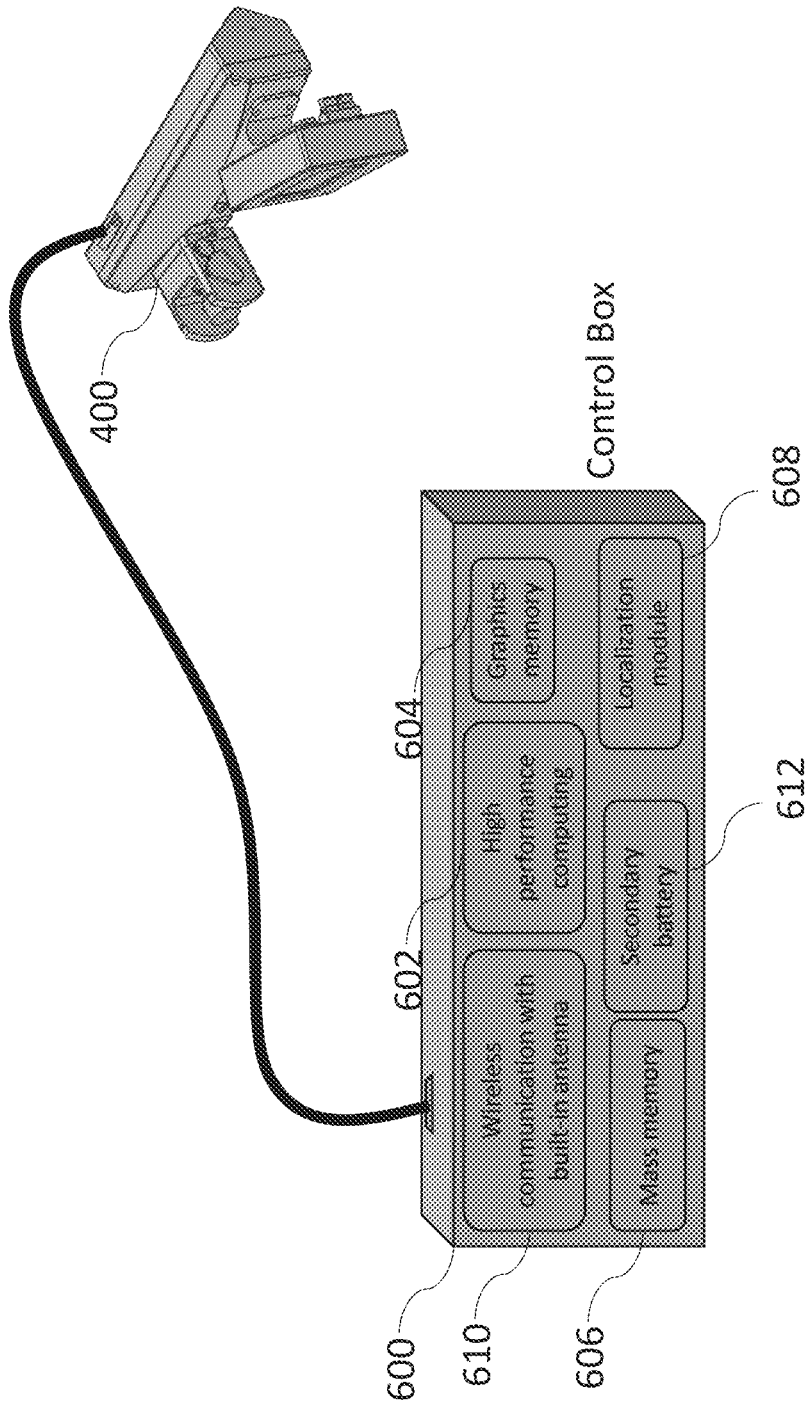 400
Control Box
600
610
Wireless
communication with
built-in antenna
602
High
performance
computing
604
Graphics
memory
606
Mass memory
612
Secondary
battery
608
Localization
module